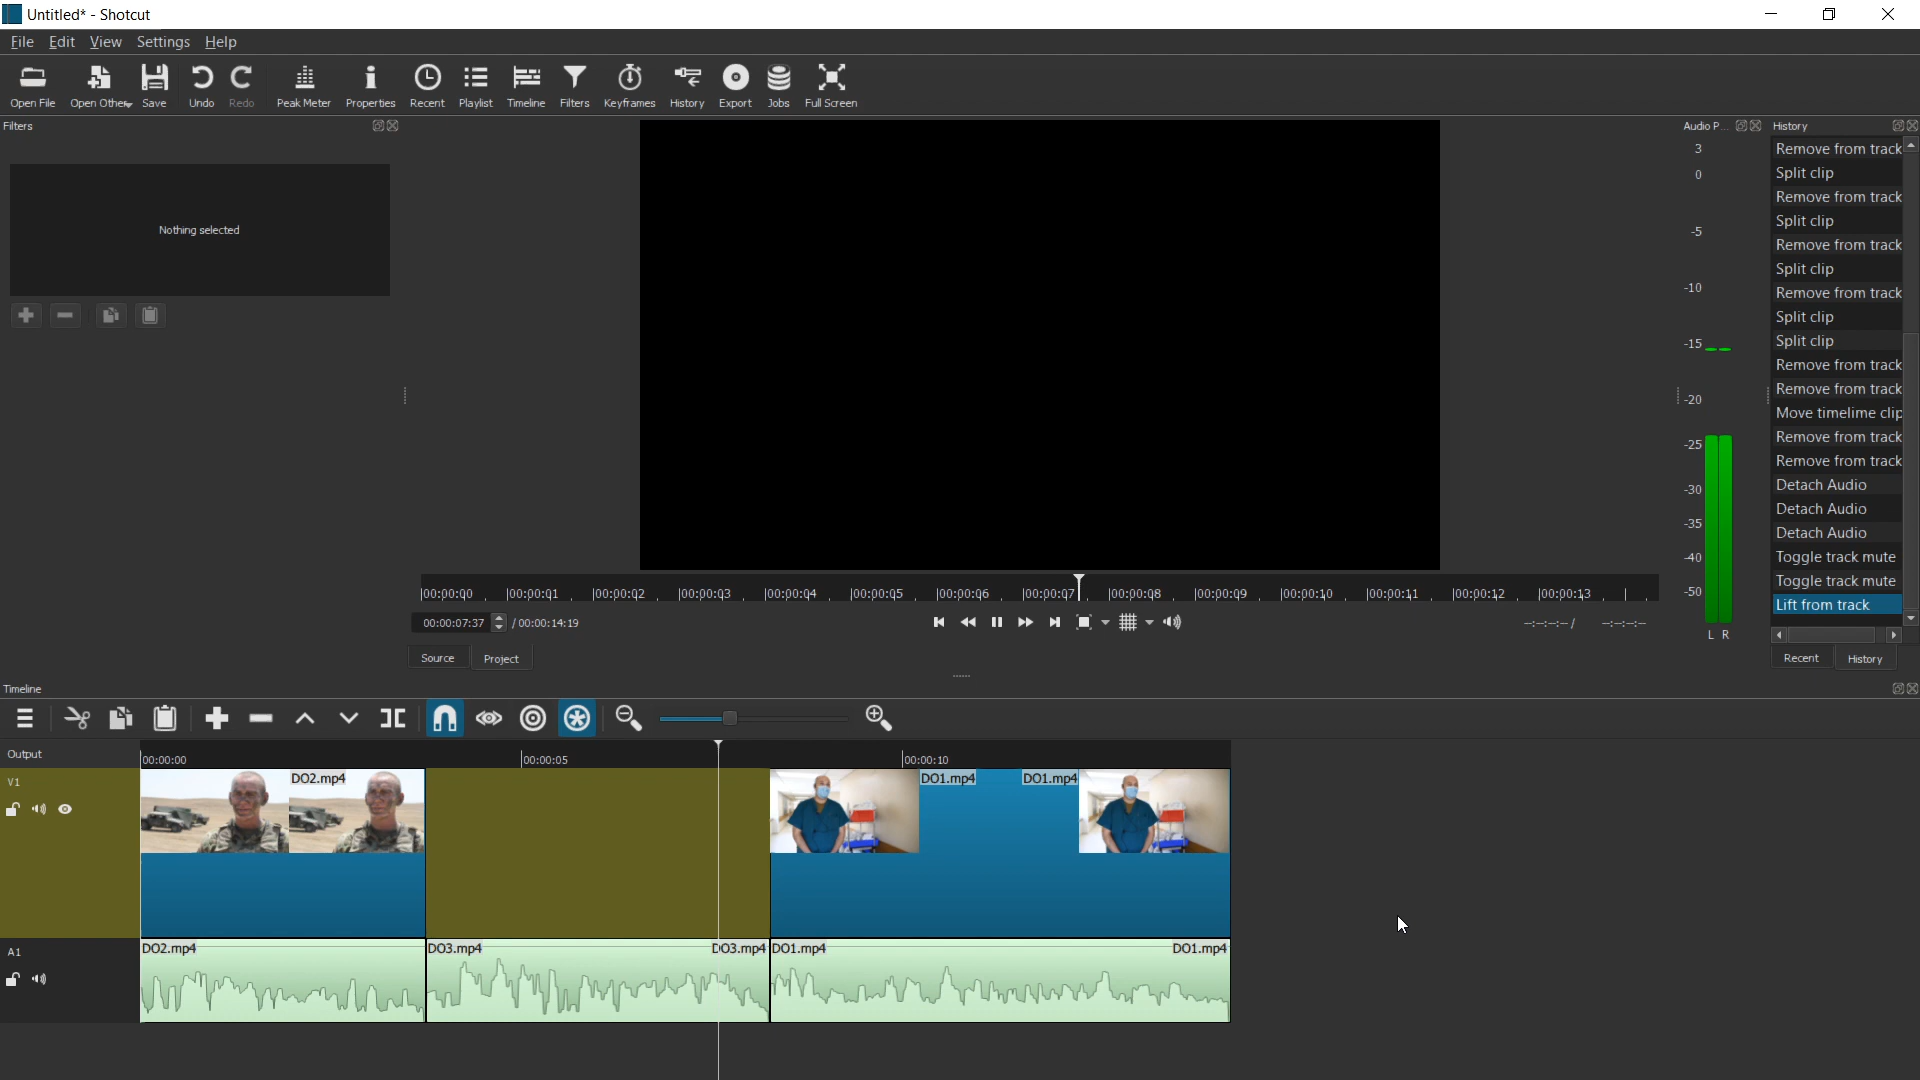 Untitled* - Shotcut
File Edit View Settings Help
Open File Open Other Save Undo Redo Peak Meter Properties Recent Playlist Timeline Filters Keyframes History Export Jobs Full Screen
Filters
Nothing selected
Audio P...
3
0
-5
-10
-15
-20
-25
-30
-35
-40
-50
L R
History
Remove from track
Split clip
Remove from track
Split clip
Remove from track
Split clip
Remove from track
Split clip
Split clip
Remove from track
Remove from track
Move timelime clip
Remove from track
Remove from track
Detach Audio
Detach Audio
Detach Audio
Toggle track mute
Toggle track mute
Lift from track
Recent History
00:00:00 00:00:01 00:00:02 00:00:03 00:00:04 00:00:05 00:00:06 00:00:07 00:00:08 00:00:09 00:00:10 00:00:11 00:00:12 00:00:13
00:00:07:37 / 00:00:14:19 --:--:--:-- / --:--:--:--
Source Project
Timeline
Output
00:00:00 00:00:05 00:00:10
V1
DO2.mp4 DO1.mp4 DO1.mp4
A1
DO2.mp4 DO3.mp4 DO3.mp4 DO1.mp4 DO1.mp4